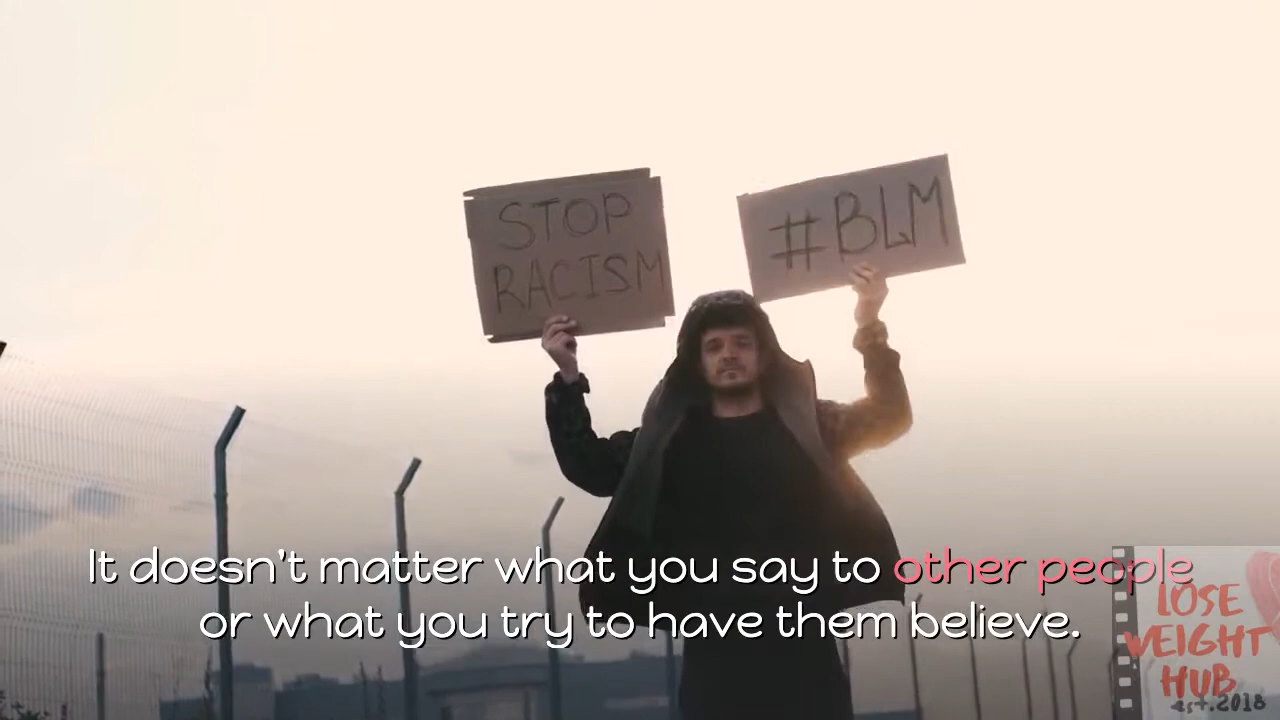 STOP
RACISM
#BLM
It doesn't matter what you say to other people
or what you try to have them believe.
LOSE
WEIGHT
HUB
est.2018